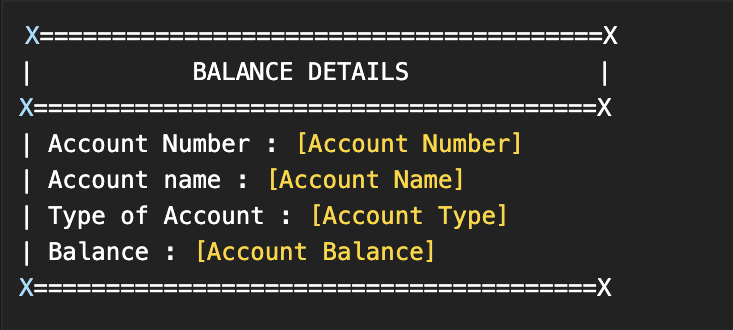 X=======================================X
|           BALANCE DETAILS             |
X=======================================X
| Account Number : [Account Number]
| Account name : [Account Name]
| Type of Account : [Account Type]
| Balance : [Account Balance]
X=======================================X